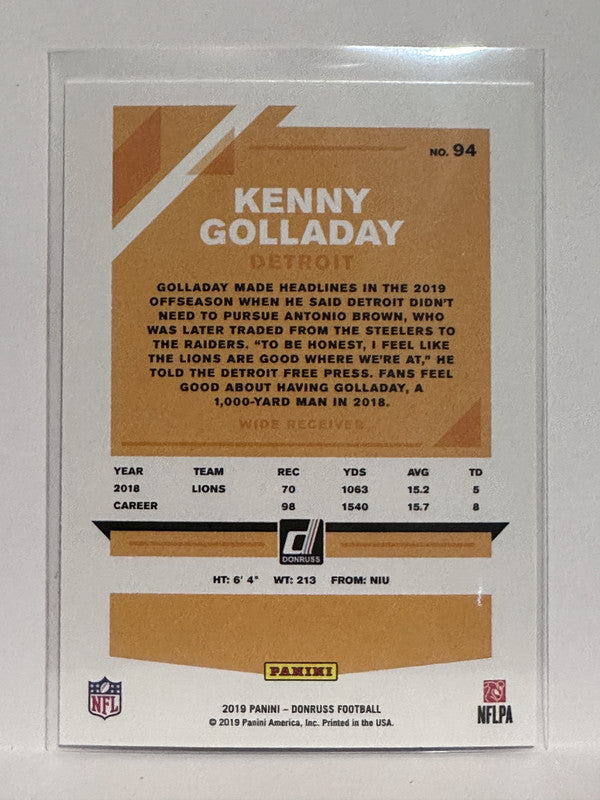 NO. 94
KENNY
GOLLADAY
DETROIT
GOLLADAY MADE HEADLINES IN THE 2019
OFFSEASON WHEN HE SAID DETROIT DIDN'T
NEED TO PURSUE ANTONIO BROWN, WHO
WAS LATER TRADED FROM THE STEELERS TO
THE RAIDERS. “TO BE HONEST, I FEEL LIKE
THE LIONS ARE GOOD WHERE WE'RE AT,” HE
TOLD THE DETROIT FREE PRESS. FANS FEEL
GOOD ABOUT HAVING GOLLADAY, A
1,000-YARD MAN IN 2018.
WIDE RECEIVER
YEAR TEAM REC YDS AVG TD
2018 LIONS 70 1063 15.2 5
CAREER 98 1540 15.7 8
DONRUSS
HT: 6' 4" WT: 213 FROM: NIU
PANINI
NFL
2019 PANINI – DONRUSS FOOTBALL
© 2019 Panini America, Inc. Printed in the USA.
NFLPA